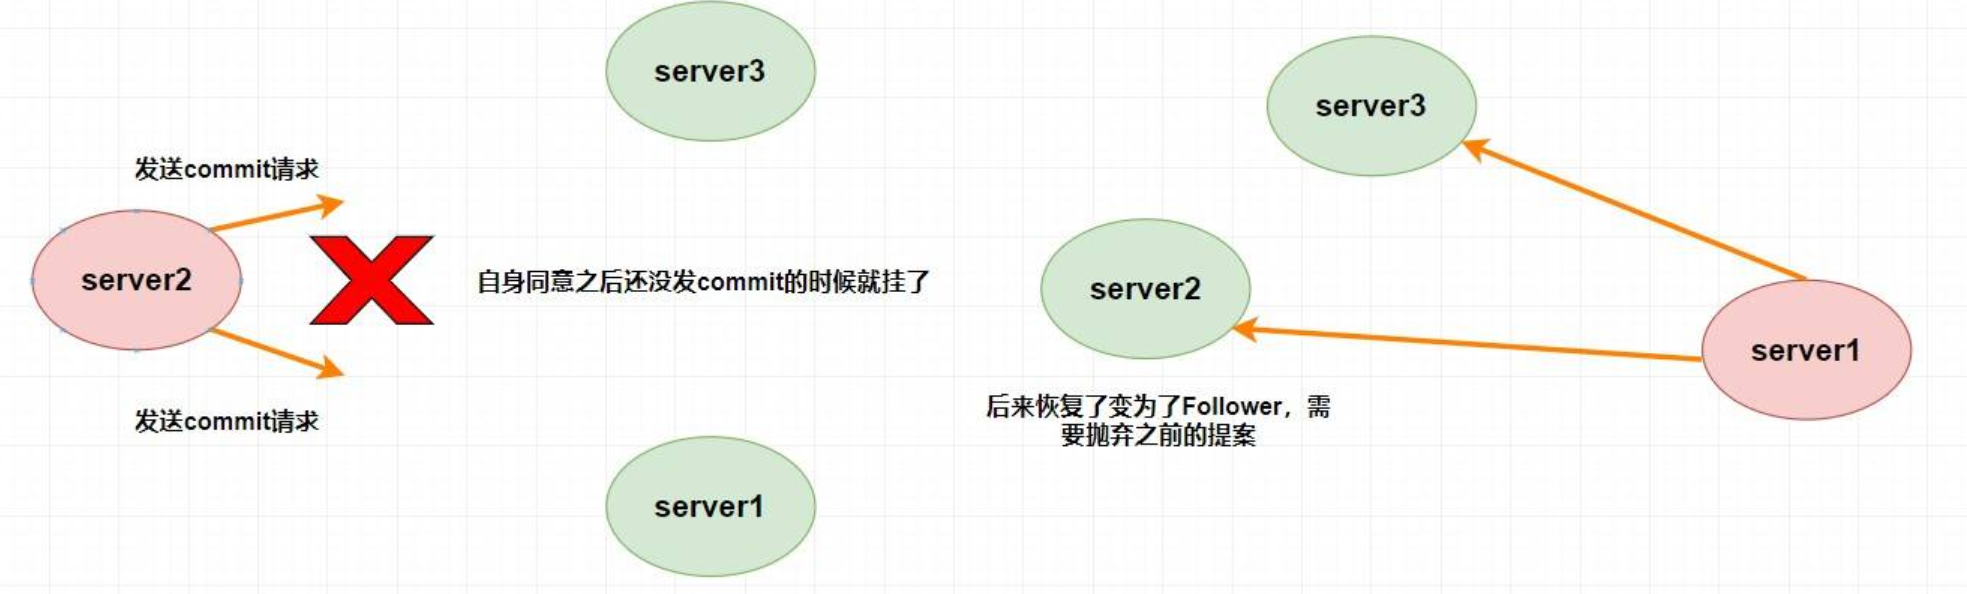 server3
发送commit请求
server2
自身同意之后还没发commit的时候就挂了
发送commit请求
server1
server3
server2
server1
后来恢复了变为了Follower，需
要抛弃之前的提案